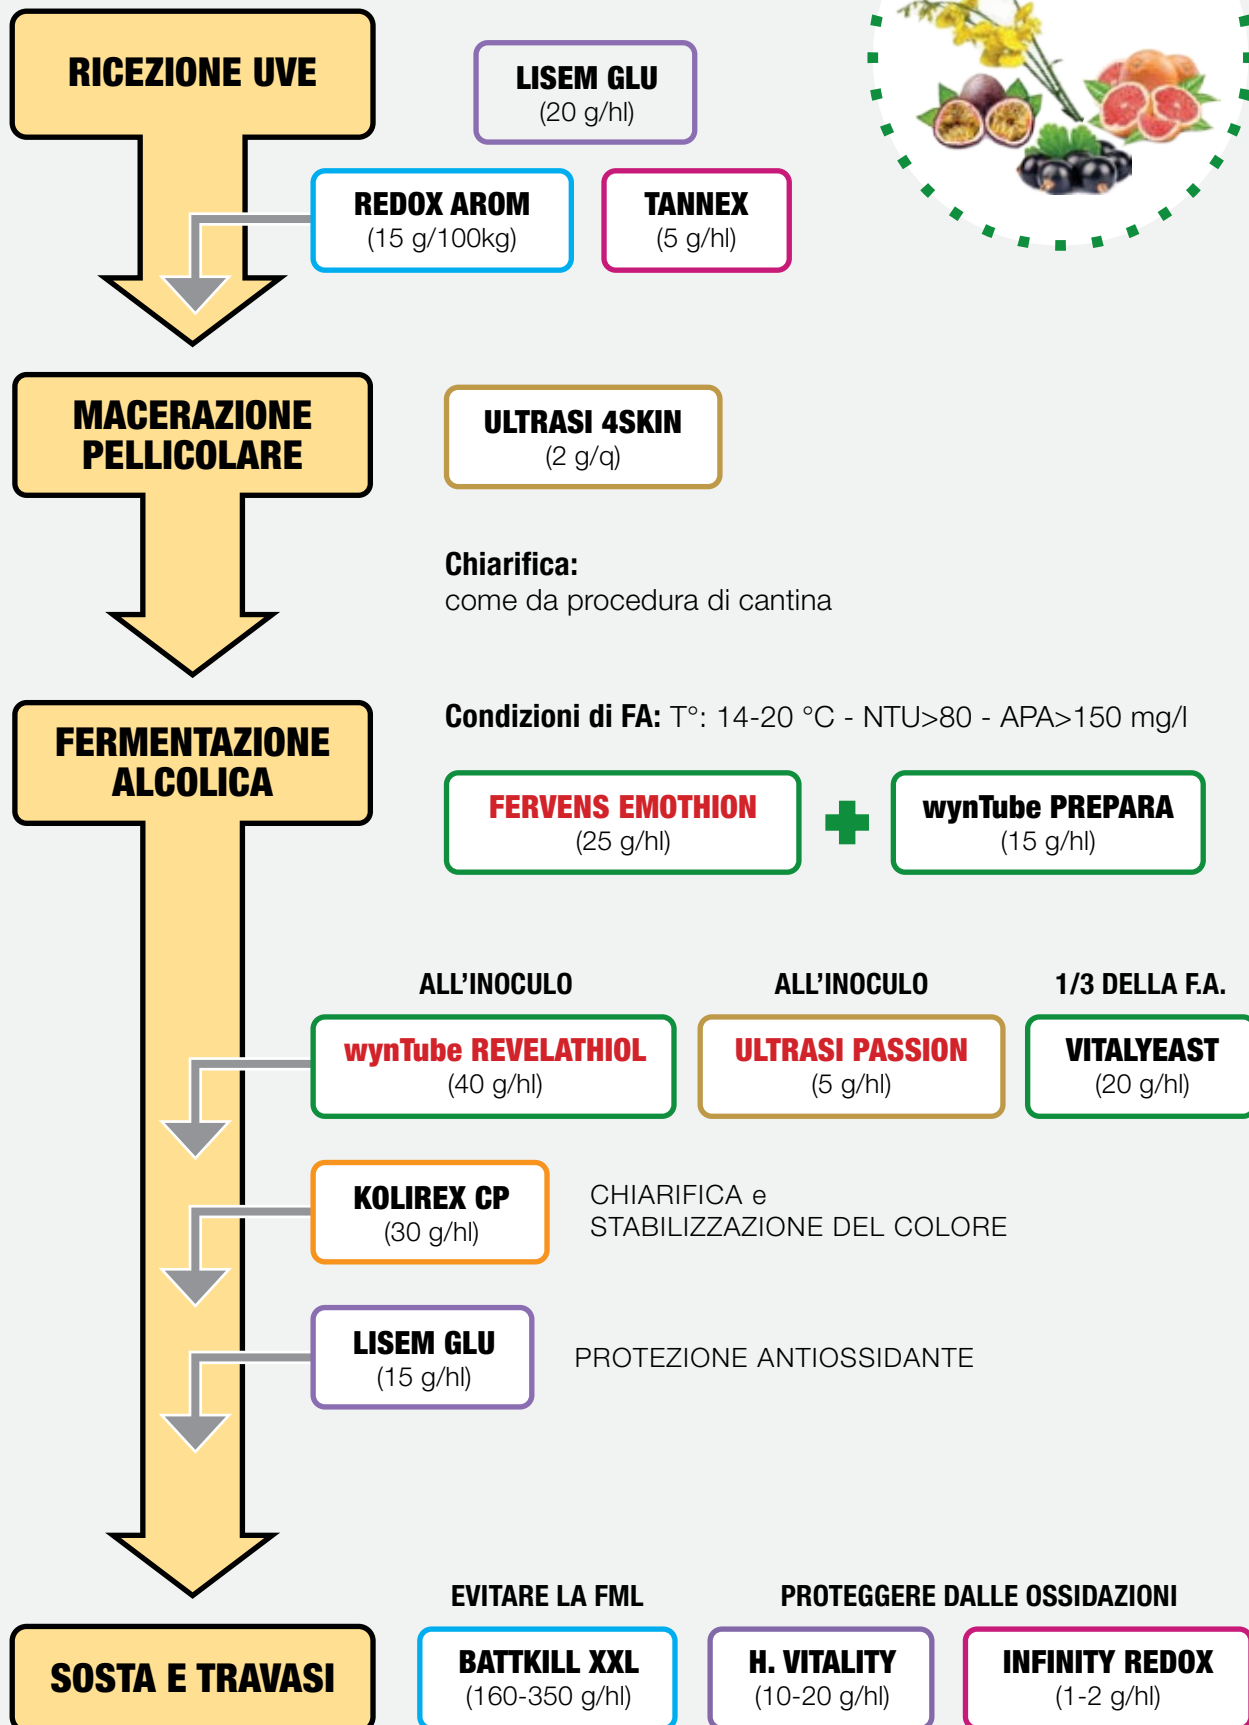 RICEZIONE UVE
LISEM GLU
(20 g/hl)
REDOX AROM
(15 g/100kg)
TANNEX
(5 g/hl)
MACERAZIONE
PELLICOLARE
ULTRASI 4SKIN
(2 g/q)
Chiarifica:
come da procedura di cantina
FERMENTAZIONE
ALCOLICA
Condizioni di FA: T°: 14-20 °C - NTU>80 - APA>150 mg/l
FERVENS EMOTHION
(25 g/hl)
wynTube PREPARA
(15 g/hl)
ALL’INOCULO
wynTube REVELATHIOL
(40 g/hl)
ALL’INOCULO
ULTRASI PASSION
(5 g/hl)
1/3 DELLA F.A.
VITALYEAST
(20 g/hl)
KOLIREX CP
(30 g/hl)
CHIARIFICA e
STABILIZZAZIONE DEL COLORE
LISEM GLU
(15 g/hl)
PROTEZIONE ANTIOSSIDANTE
SOSTA E TRAVASI
EVITARE LA FML
BATTKILL XXL
(160-350 g/hl)
PROTEGGERE DALLE OSSIDAZIONI
H. VITALITY
(10-20 g/hl)
INFINITY REDOX
(1-2 g/hl)